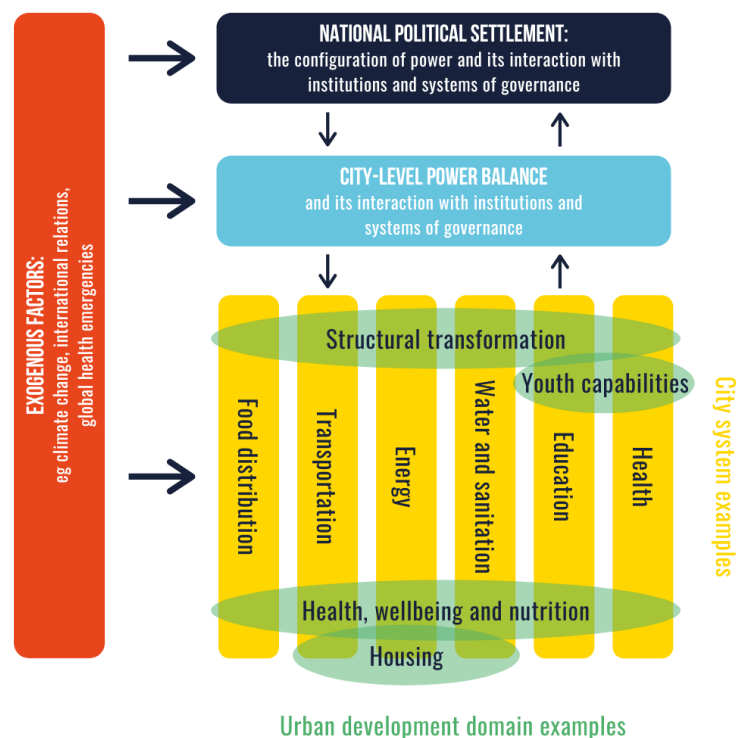 EXOGENOUS FACTORS:
eg climate change, international relations,
global health emergencies
NATIONAL POLITICAL SETTLEMENT:
the configuration of power and its interaction with
institutions and systems of governance
CITY-LEVEL POWER BALANCE
and its interaction with institutions and
systems of governance
Structural transformation
Youth capabilities
Food distribution
Transportation
Energy
Water and sanitation
Education
Health
City system examples
Health, wellbeing and nutrition
Housing
Urban development domain examples